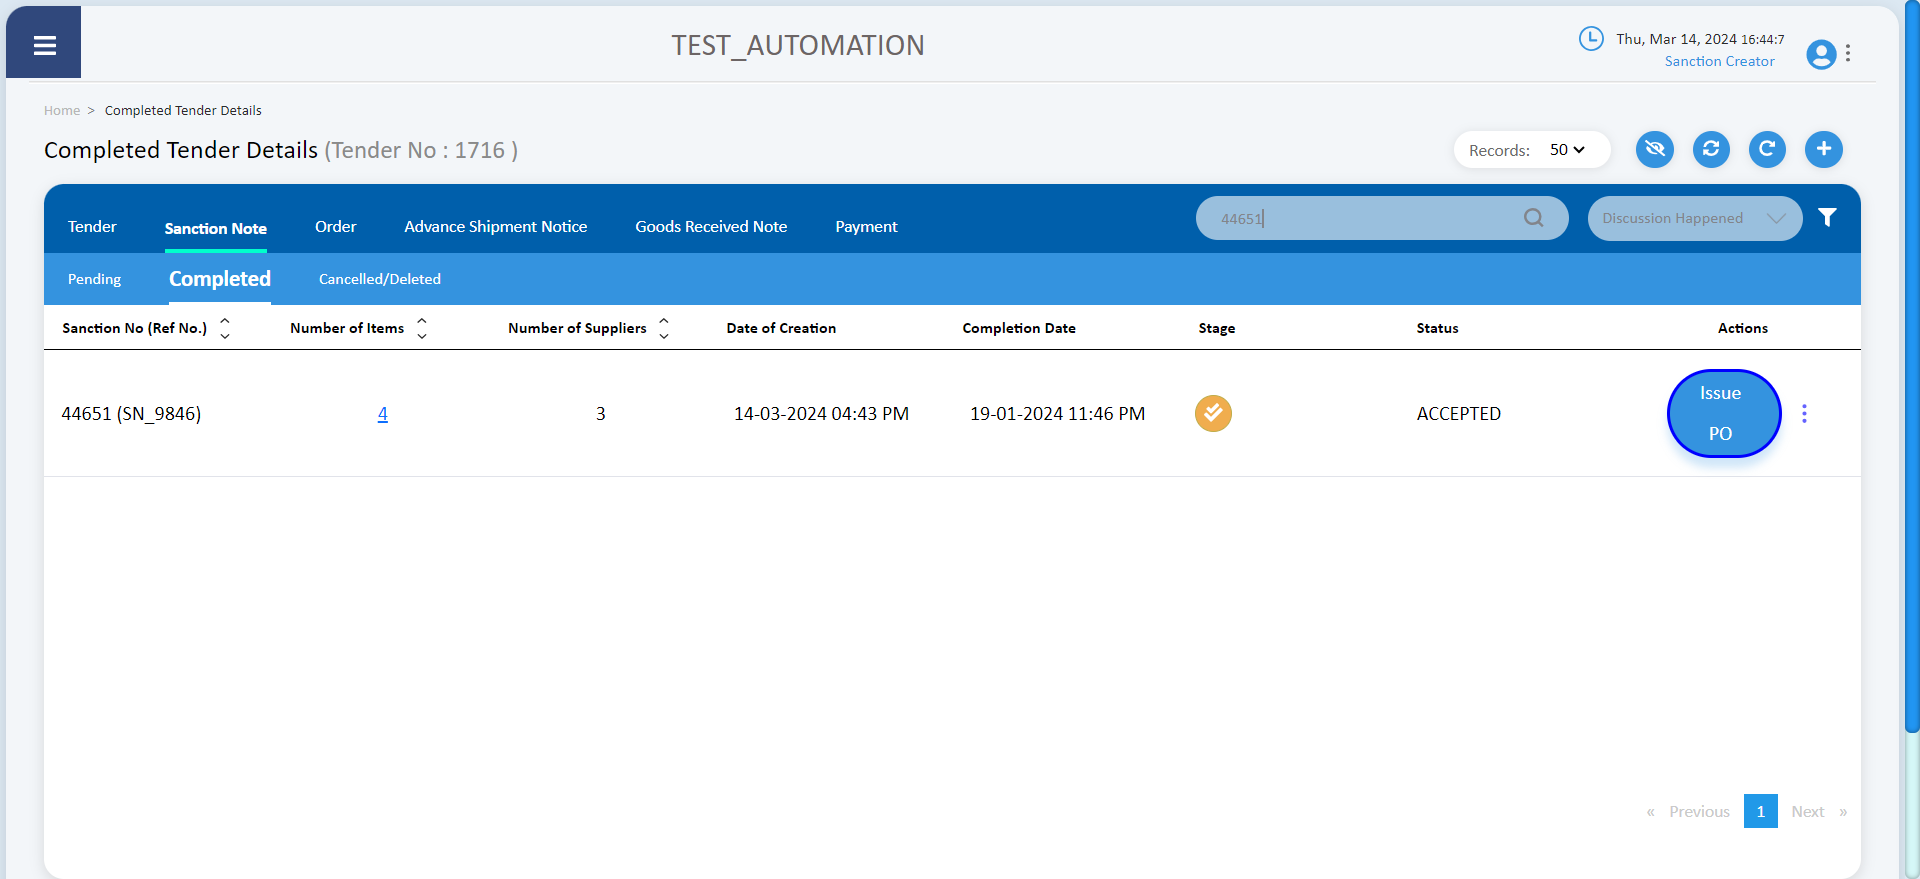 TEST_AUTOMATION
Thu, Mar 14, 2024 16:44:7
Sanction Creator
Home > Completed Tender Details
Completed Tender Details (Tender No : 1716 )
Records: 50
Tender Sanction Note Order Advance Shipment Notice Goods Received Note Payment 44651 Discussion Happened
Pending Completed Cancelled/Deleted
Sanction No (Ref No.) Number of Items Number of Suppliers Date of Creation Completion Date Stage Status Actions
44651 (SN_9846) 4 3 14-03-2024 04:43 PM 19-01-2024 11:46 PM ACCEPTED Issue
PO
« Previous 1 Next »